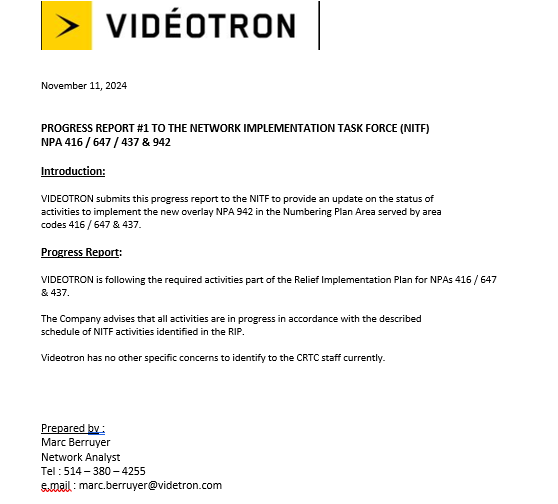 VIDÉOTRON
November 11, 2024
PROGRESS REPORT #1 TO THE NETWORK IMPLEMENTATION TASK FORCE (NITF)
NPA 416 / 647 / 437 & 942
Introduction:
VIDEOTRON submits this progress report to the NITF to provide an update on the status of
activities to implement the new overlay NPA 942 in the Numbering Plan Area served by area
codes 416 / 647 & 437.
Progress Report:
VIDEOTRON is following the required activities part of the Relief Implementation Plan for NPAs 416 / 647
& 437.
The Company advises that all activities are in progress in accordance with the described
schedule of NITF activities identified in the RIP.
Videotron has no other specific concerns to identify to the CRTC staff currently.
Prepared by :
Marc Berruyer
Network Analyst
Tel : 514 – 380 – 4255
e.mail : marc.berruyer@videtron.com